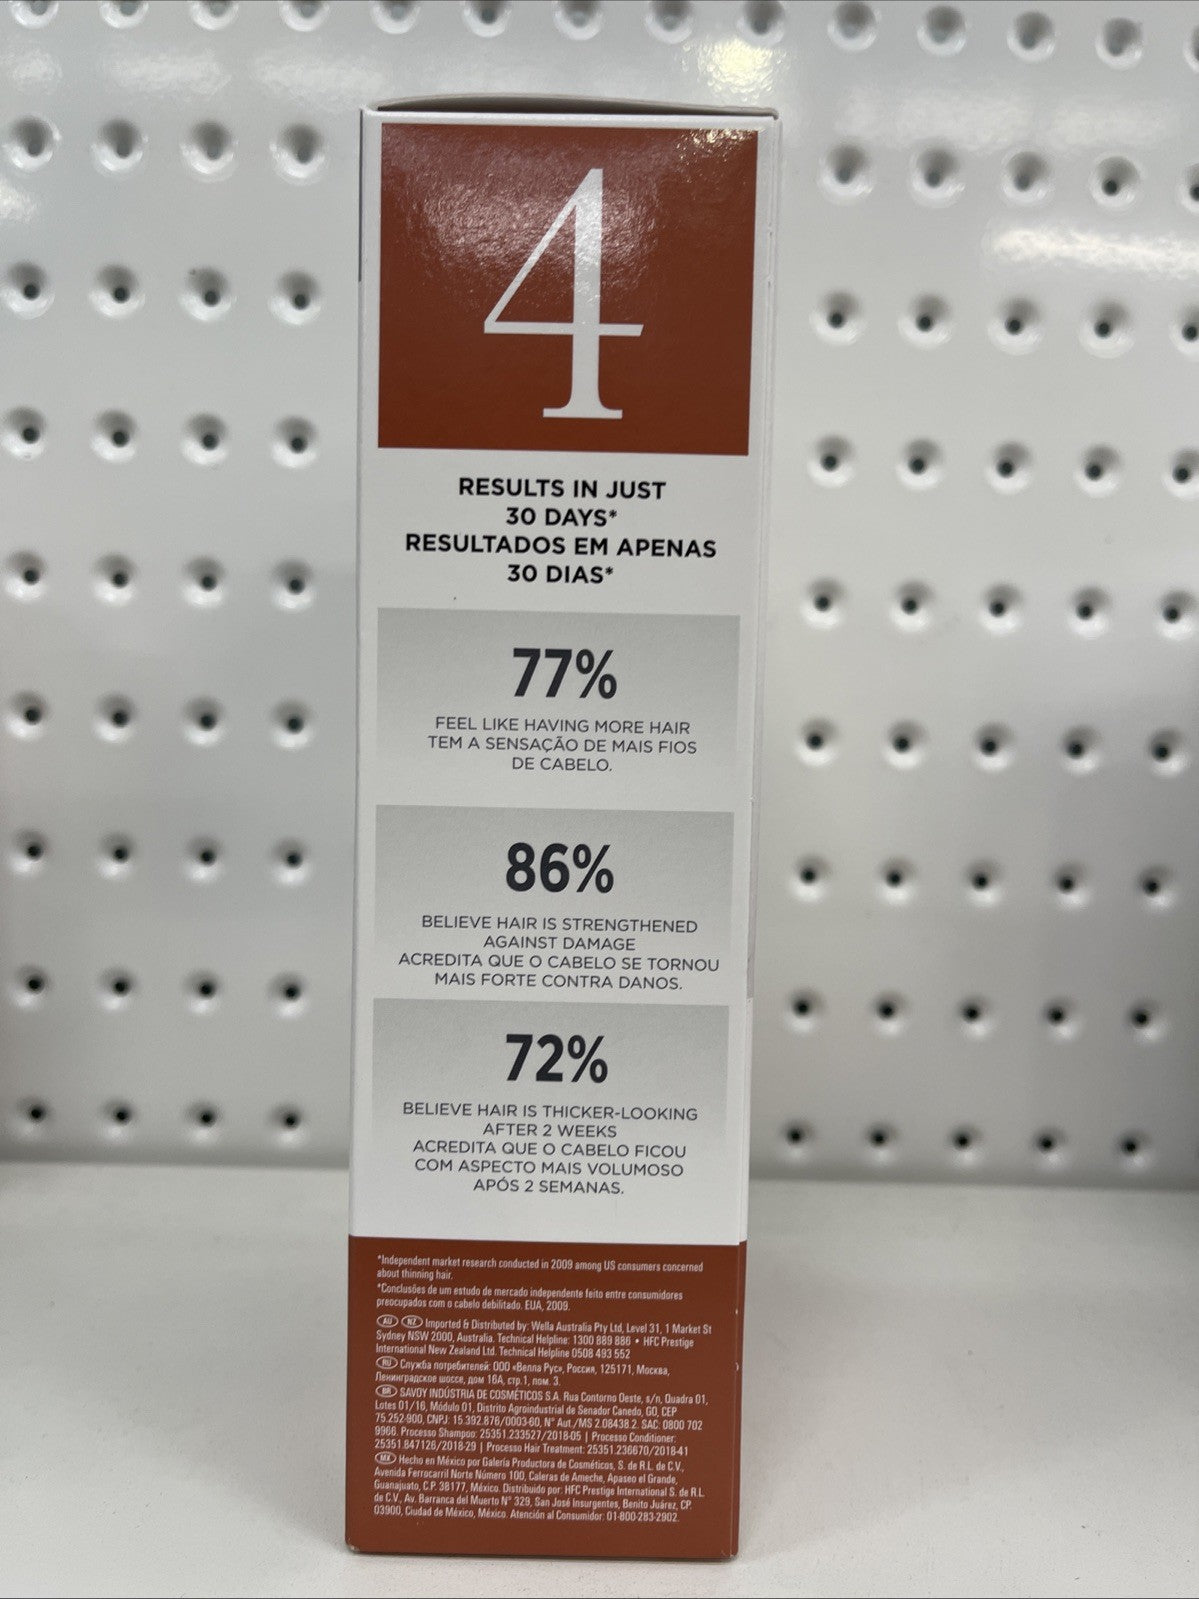 4
RESULTS IN JUST
30 DAYS*
RESULTADOS EM APENAS
30 DIAS*
77%
FEEL LIKE HAVING MORE HAIR
TEM A SENSAÇÃO DE MAIS FIOS
DE CABELO.
86%
BELIEVE HAIR IS STRENGTHENED
AGAINST DAMAGE
ACREDITA QUE O CABELO SE TORNOU
MAIS FORTE CONTRA DANOS.
72%
BELIEVE HAIR IS THICKER-LOOKING
AFTER 2 WEEKS
ACREDITA QUE O CABELO FICOU
COM ASPECTO MAIS VOLUMOSO
APÓS 2 SEMANAS.
*Independent market research conducted in 2009 among US consumers concerned
about thinning hair.
*Conclusões de um estudo de mercado independente feito entre consumidores
preocupados com o cabelo debilitado. EUA, 2009.
AU NZ Imported & Distributed by: Wella Australia Pty Ltd, Level 31, 1 Market St
Sydney NSW 2000, Australia. Technical Helpline: 1300 889 886 • HFC Prestige
International New Zealand Ltd. Technical Helpline 0508 493 552
RU Служба потребителей: ООО «Велла Рус», Россия, 125171, Москва,
Ленинградское шоссе, дом 16А, стр.1, пом. 3.
BR SAVOY INDÚSTRIA DE COSMÉTICOS S.A. Rua Contorno Oeste, s/n, Quadra 01,
Lotes 01/16, Módulo 01, Distrito Agroindustrial de Senador Canedo, GO, CEP
75.252-900, CNPJ: 15.392.876/0003-60, N° Aut./MS 2.08438.2. SAC: 0800 702
9966. Processo Shampoo: 25351.233527/2018-05 | Processo Conditioner:
25351.847126/2018-29 | Processo Hair Treatment: 25351.236670/2018-41
MX Hecho en México por Galería Productora de Cosméticos, S. de R.L. de C.V.,
Avenida Ferrocarril Norte Número 100, Caleras de Ameche, Apaseo el Grande,
Guanajuato, C.P. 38177, México. Distribuido por: HFC Prestige International S. de R.L.
de C.V., Av. Barranca del Muerto N° 329, San José Insurgentes, Benito Juárez, CP.
03900, Ciudad de México, México. Atención al Consumidor: 01-800-283-2902.